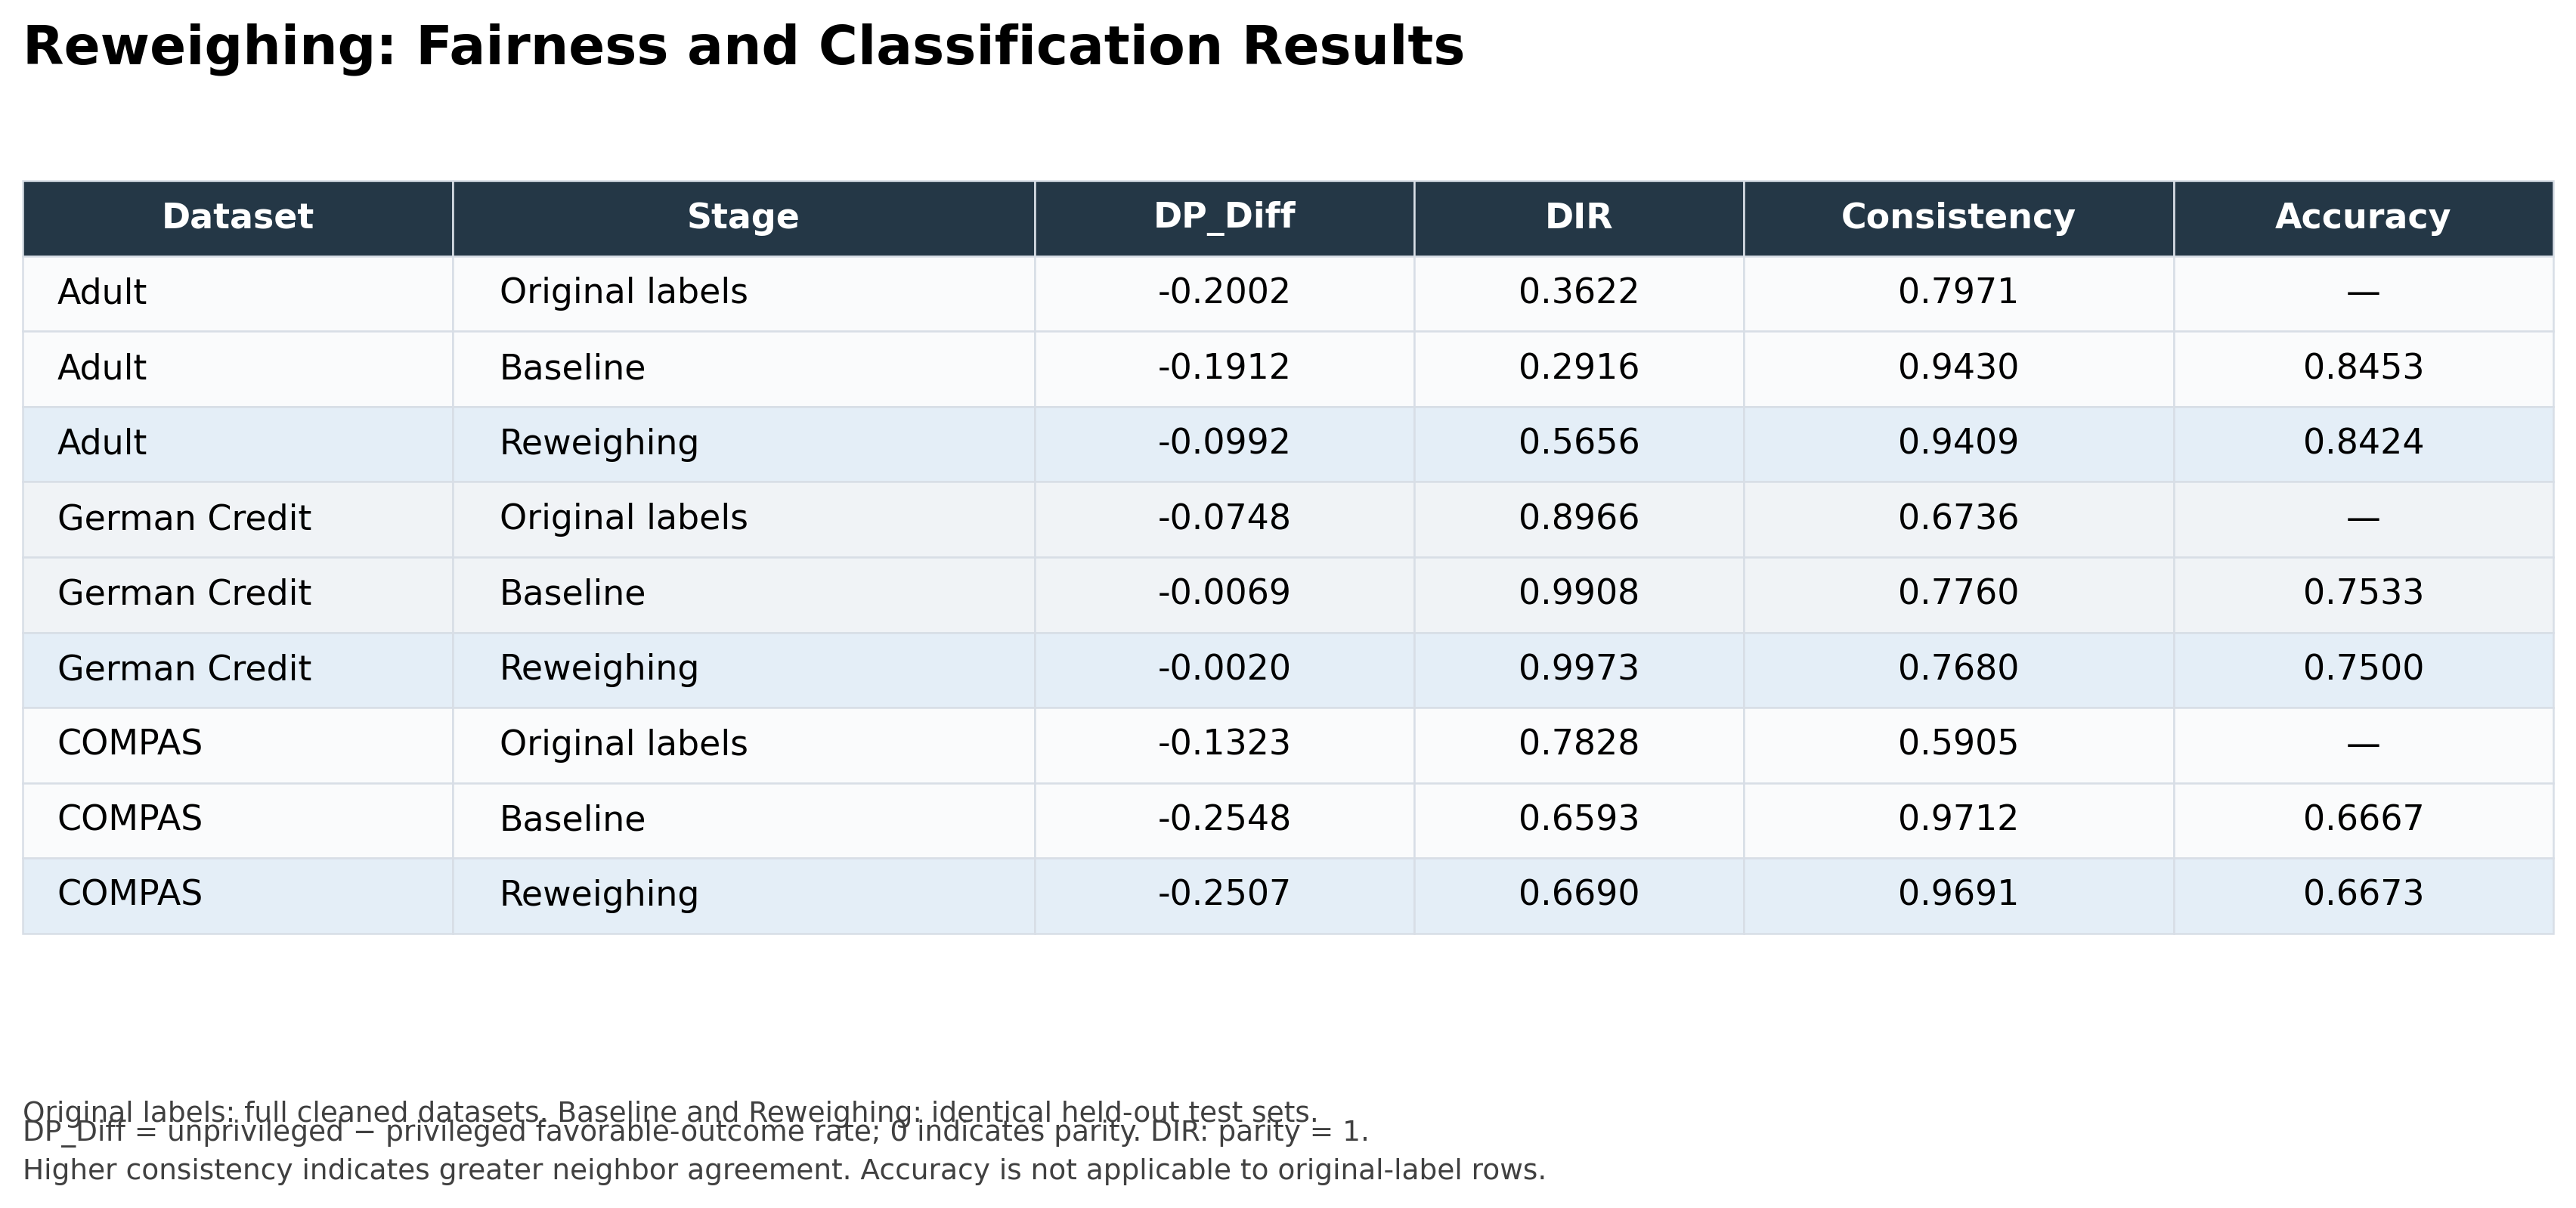 Reweighing: Fairness and Classification Results
Dataset Stage DP_Diff DIR Consistency Accuracy
Adult Original labels -0.2002 0.3622 0.7971 —
Adult Baseline -0.1912 0.2916 0.9430 0.8453
Adult Reweighing -0.0992 0.5656 0.9409 0.8424
German Credit Original labels -0.0748 0.8966 0.6736 —
German Credit Baseline -0.0069 0.9908 0.7760 0.7533
German Credit Reweighing -0.0020 0.9973 0.7680 0.7500
COMPAS Original labels -0.1323 0.7828 0.5905 —
COMPAS Baseline -0.2548 0.6593 0.9712 0.6667
COMPAS Reweighing -0.2507 0.6690 0.9691 0.6673
Original labels: full cleaned datasets. Baseline and Reweighing: identical held-out test sets.
DP_Diff = unprivileged − privileged favorable-outcome rate; 0 indicates parity. DIR: parity = 1.
Higher consistency indicates greater neighbor agreement. Accuracy is not applicable to original-label rows.